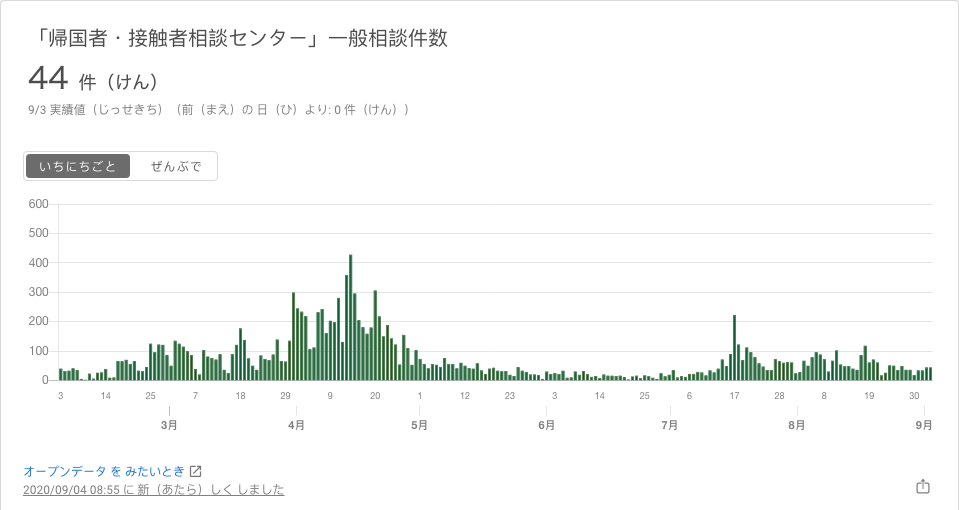 「帰国者・接触者相談センター」一般相談件数
44 件（けん）
9/3 実績値（じっせきち）（前（まえ）の 日（ひ）より: 0 件（けん））
いちにちごと ぜんぶで
600
500
400
300
200
100
0
3 14 25 7 18 29 9 20 1 12 23 3 14 25 6 17 28 8 19 30
3月 4月 5月 6月 7月 8月 9月
オープンデータ を みたいとき
2020/09/04 08:55 に 新（あたら）しく しました